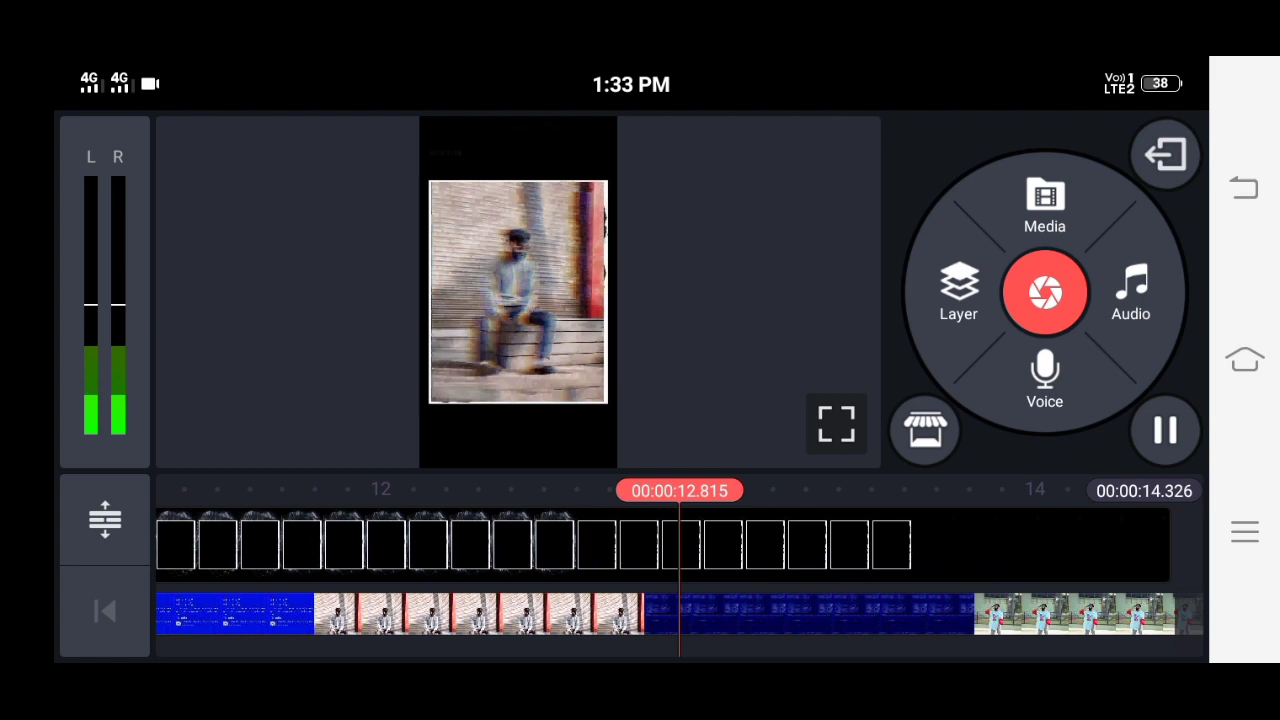 4G 4G
1:33 PM
Vo)) 1
LTE2
38
L R
Media
Layer
Audio
Voice
12
00:00:12.815
14
00:00:14.326